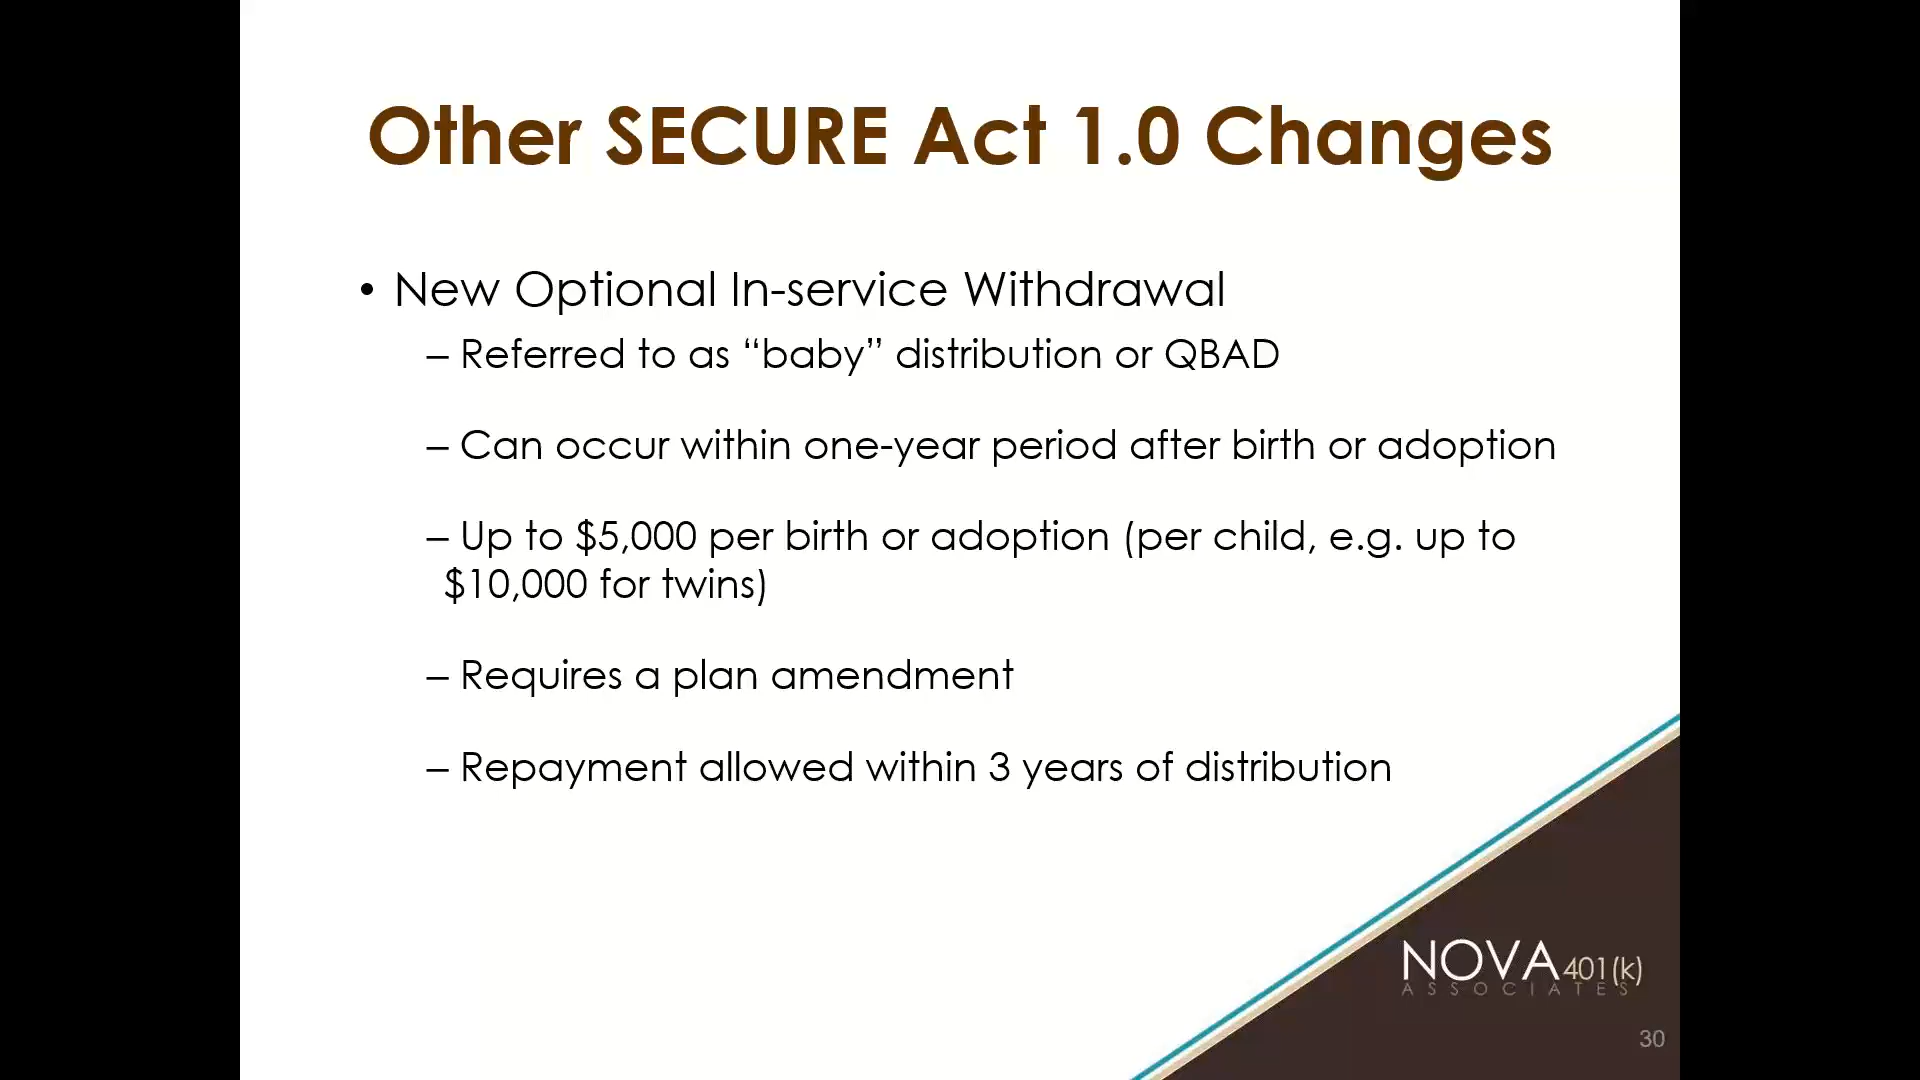 Other SECURE Act 1.0 Changes
• New Optional In-service Withdrawal
– Referred to as “baby” distribution or QBAD
– Can occur within one-year period after birth or adoption
– Up to $5,000 per birth or adoption (per child, e.g. up to
$10,000 for twins)
– Requires a plan amendment
– Repayment allowed within 3 years of distribution
NOVA 401(k)
ASSOCIATES
30